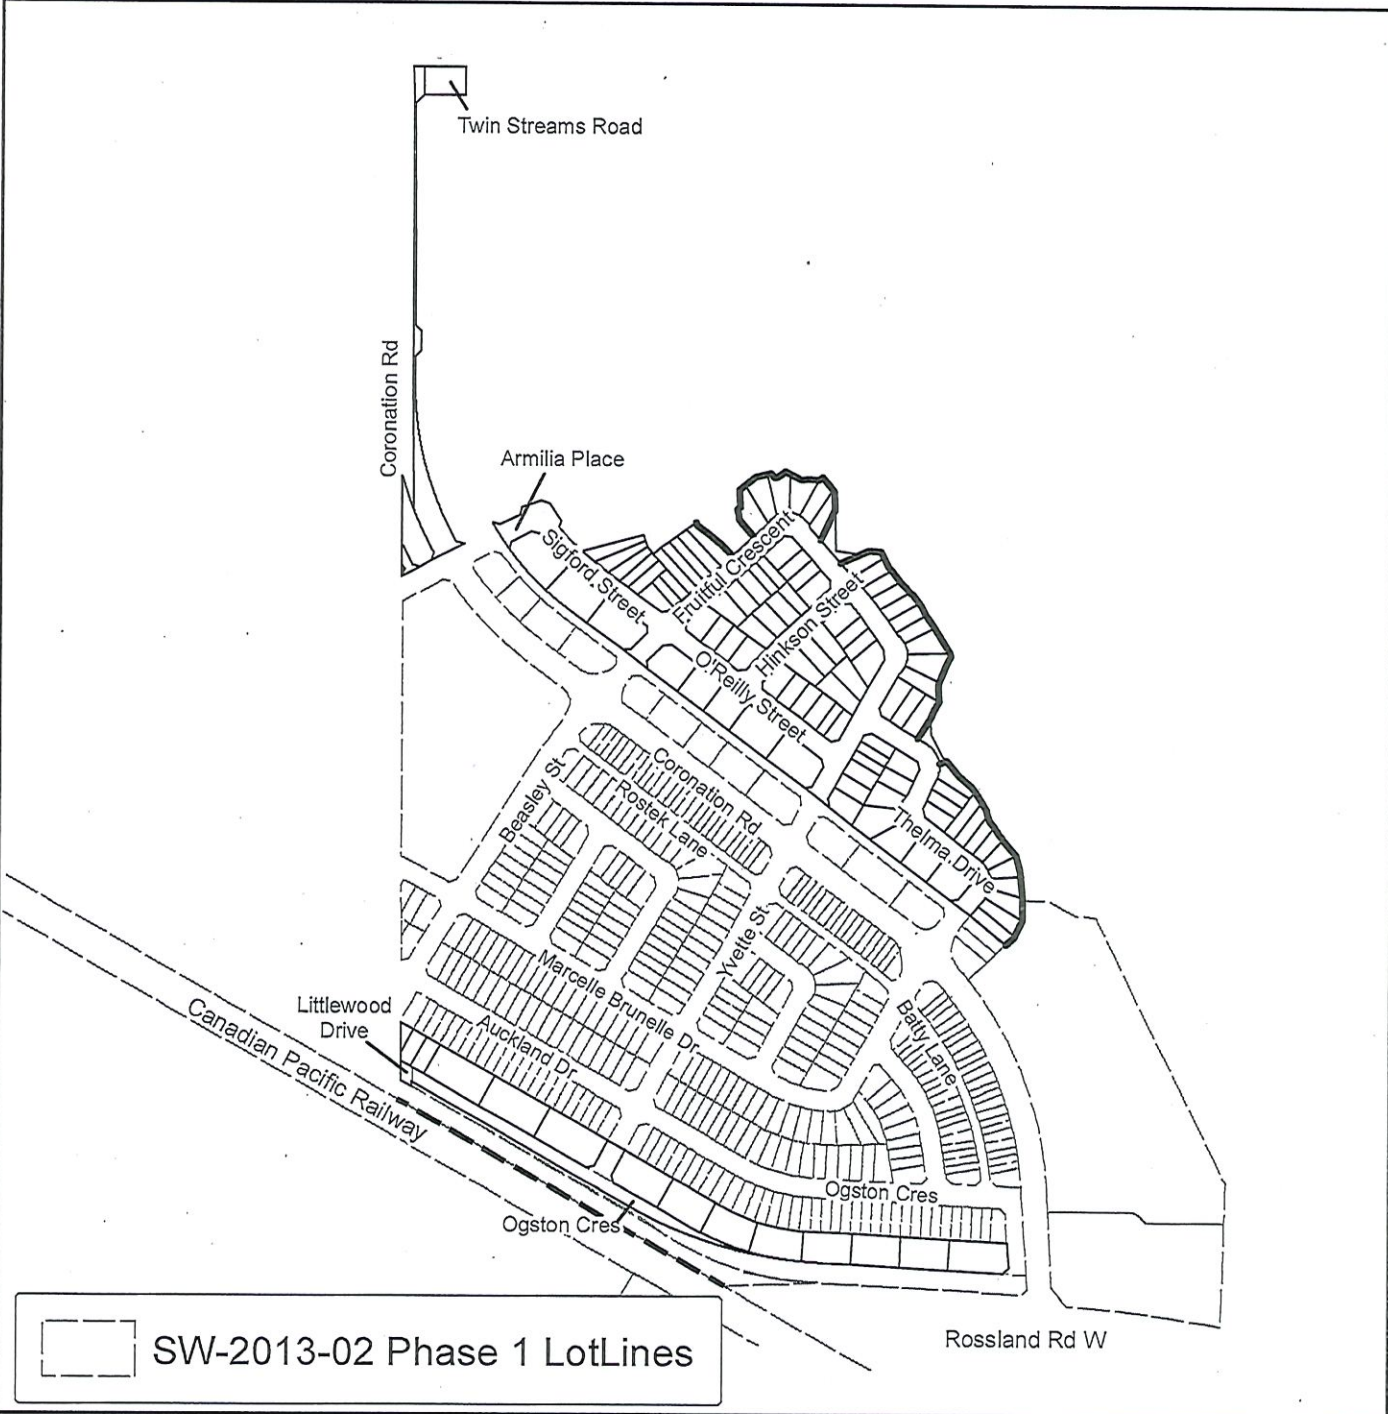 Twin Streams Road
Coronation Rd
Armilia Place
Sigford Street
Fruitful Crescent
Hinkson Street
O'Reilly Street
Coronation Rd
Rostek Lane
Beasley St
Thelma Drive
Yvette St
Marcelle Brunelle Dr
Batty Lane
Littlewood
Drive
Auckland Dr
Canadian Pacific Railway
Ogston Cres
Ogston Cres
Rossland Rd W
SW-2013-02 Phase 1 LotLines